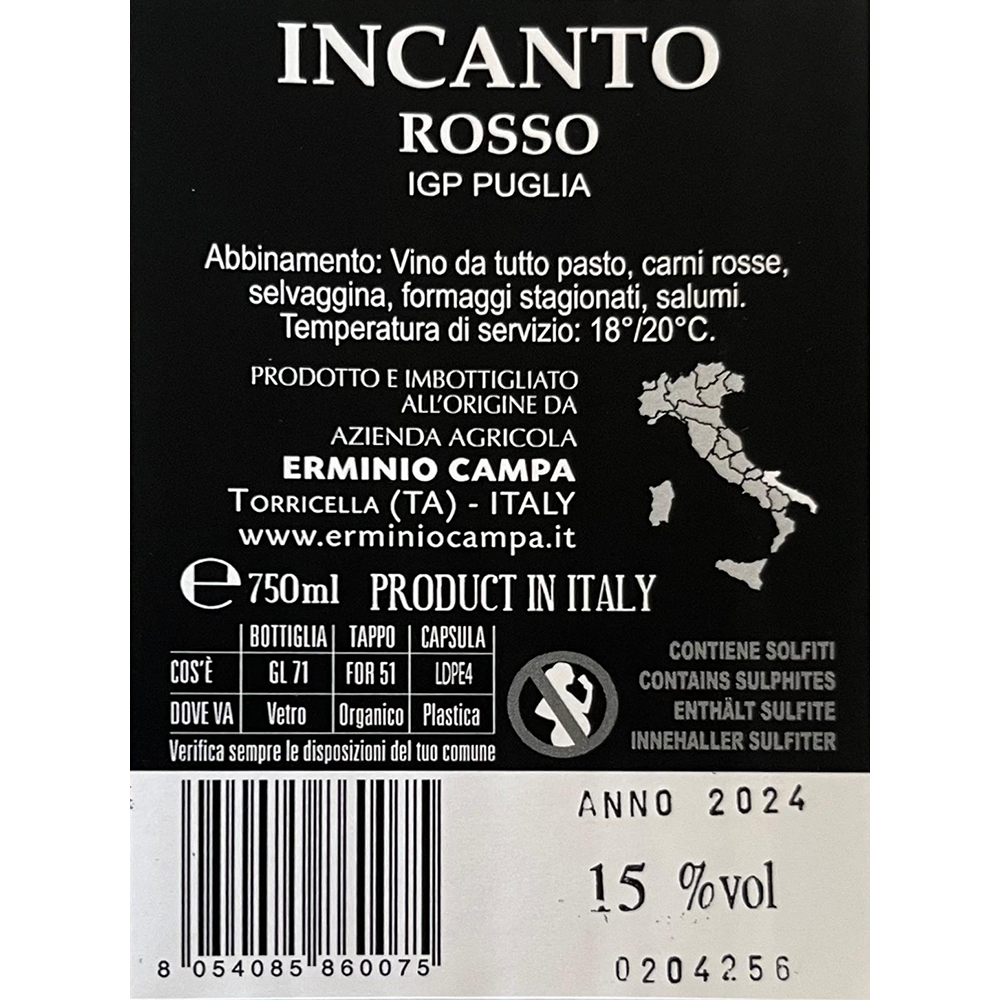 INCANTO
ROSSO
IGP PUGLIA
Abbinamento: Vino da tutto pasto, carni rosse,
selvaggina, formaggi stagionati, salumi.
Temperatura di servizio: 18°/20°C.
PRODOTTO E IMBOTTIGLIATO
ALL'ORIGINE DA
AZIENDA AGRICOLA
ERMINIO CAMPA
TORRICELLA (TA) - ITALY
www.erminiocampa.it
e 750ml PRODUCT IN ITALY
BOTTIGLIA TAPPO CAPSULA
COS'È GL 71 FOR 51 LDPE4
DOVE VA Vetro Organico Plastica
Verifica sempre le disposizioni del tuo comune
CONTIENE SOLFITI
CONTAINS SULPHITES
ENTHÄLT SULFITE
INNEHALLER SULFITER
ANNO 2024
15 %vol
8 054085 860075
0204256